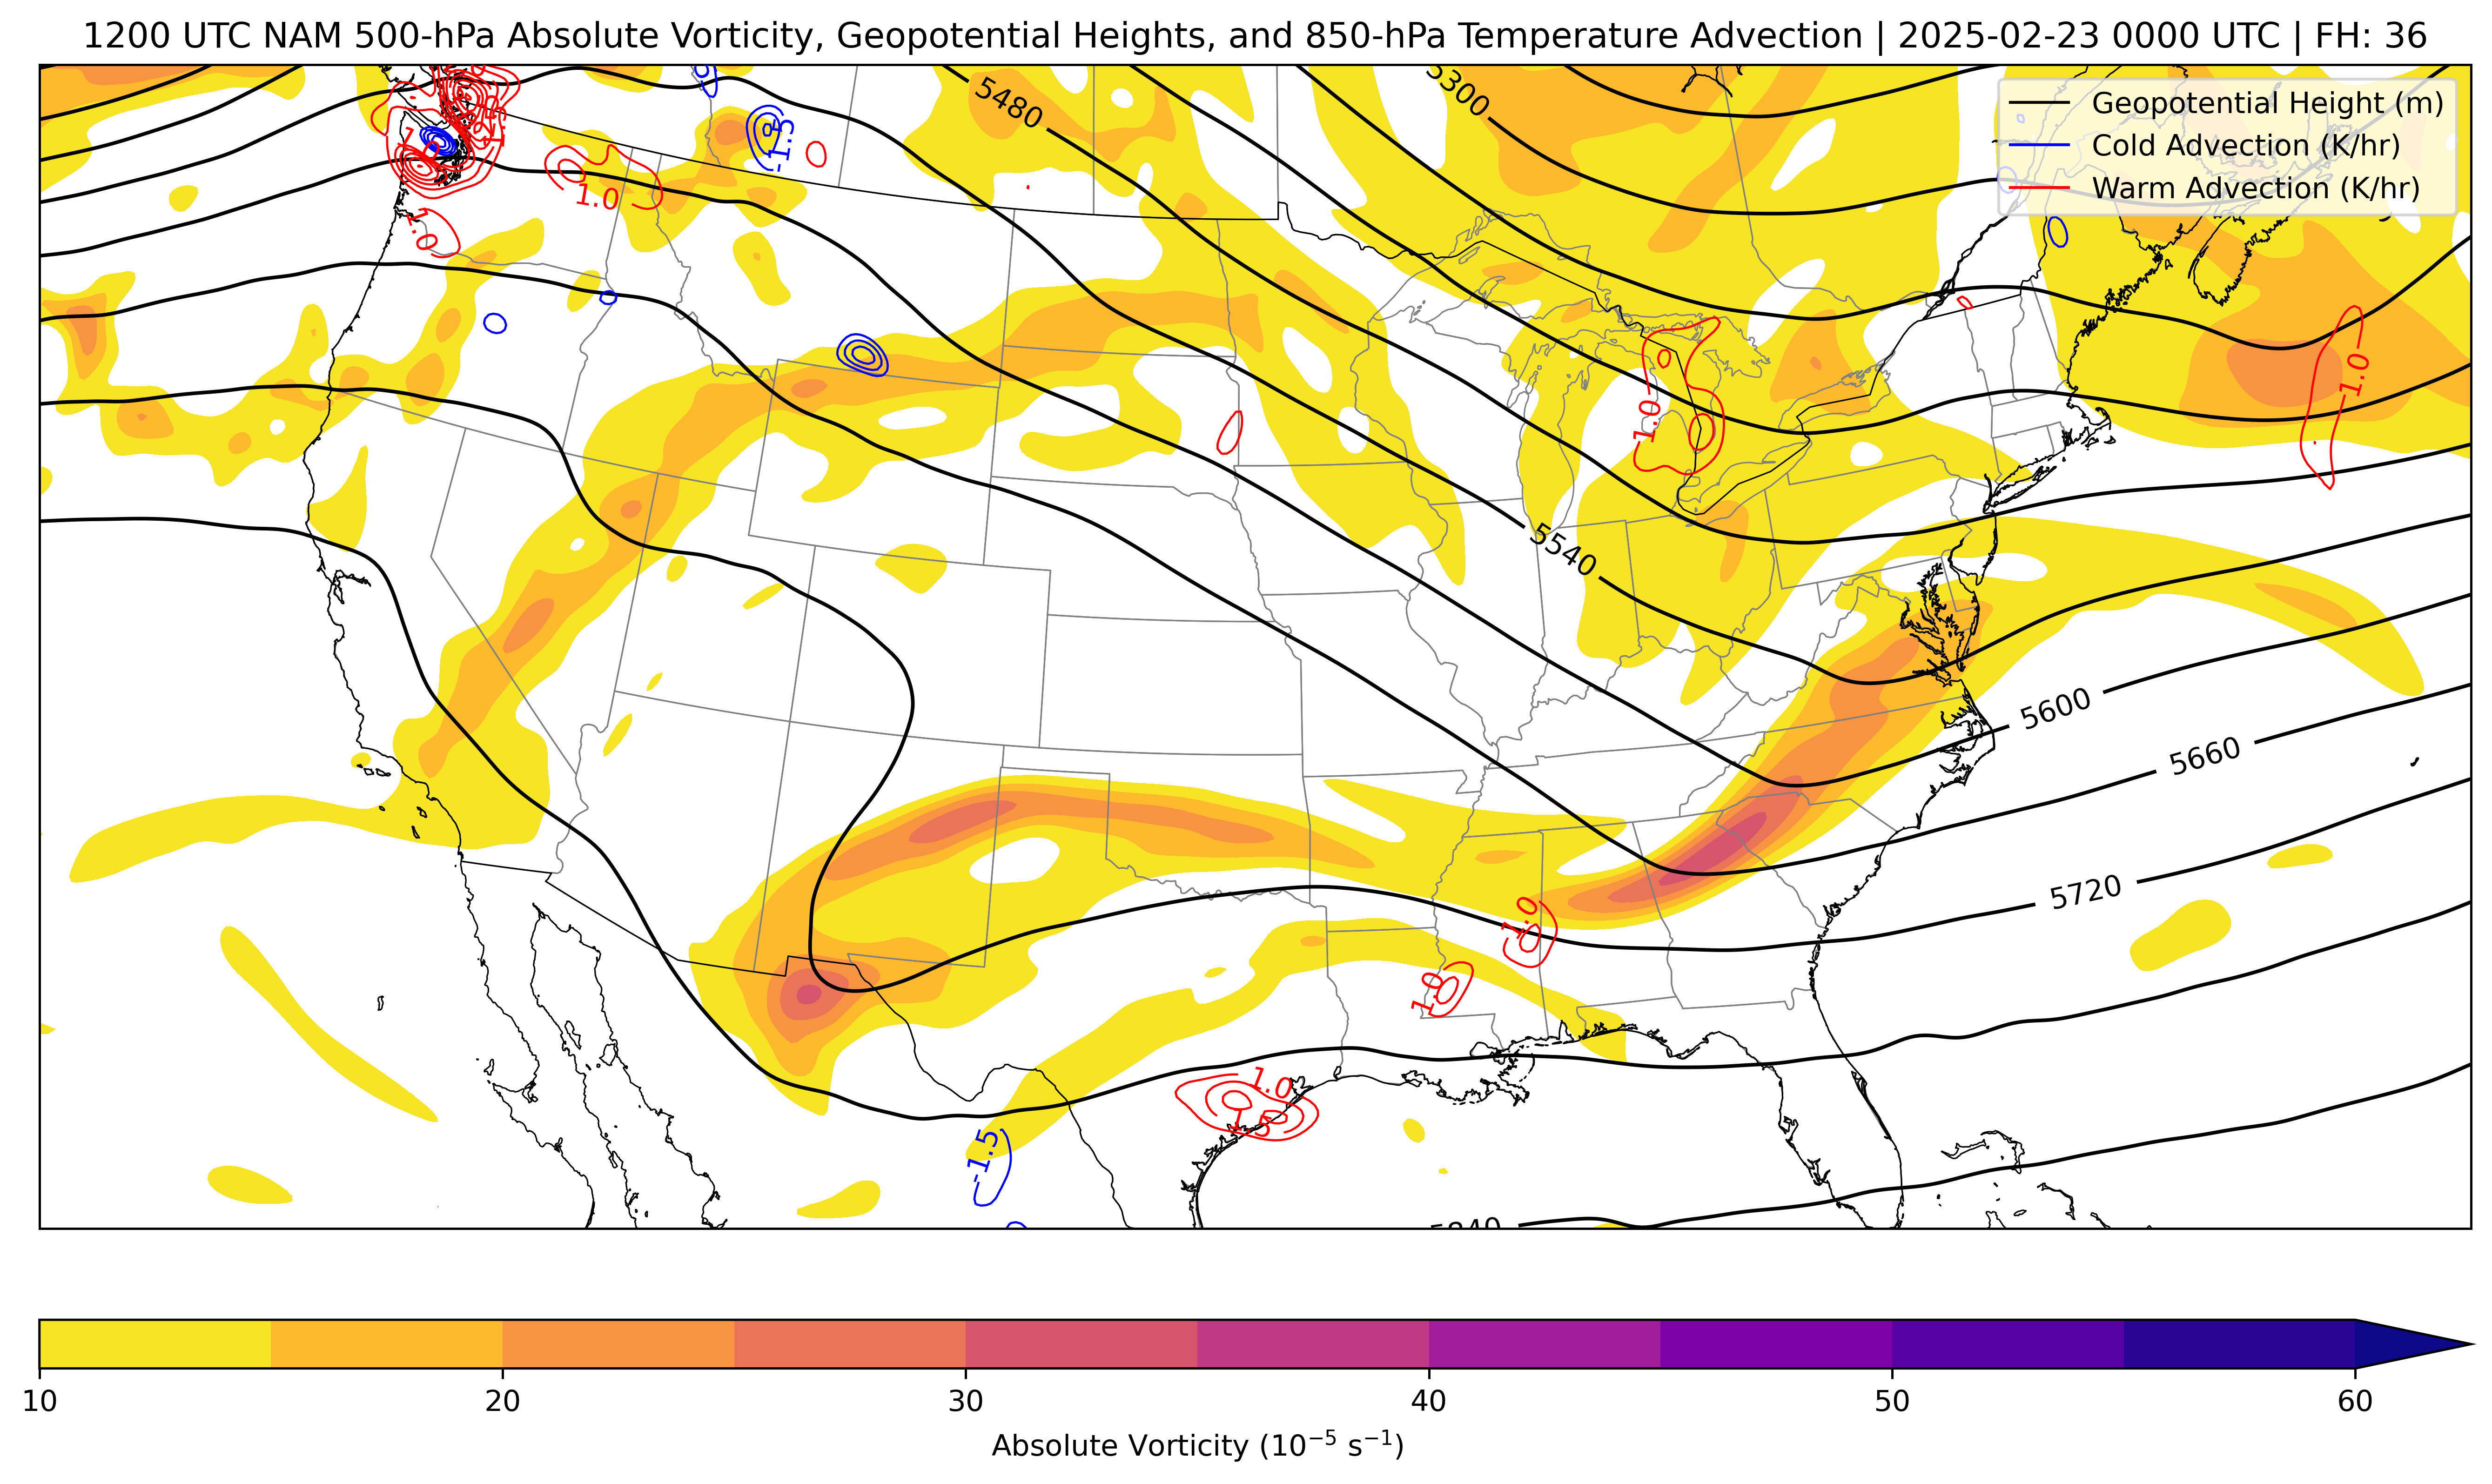 1200 UTC NAM 500-hPa Absolute Vorticity, Geopotential Heights, and 850-hPa Temperature Advection | 2025-02-23 0000 UTC | FH: 36
Geopotential Height (m)
Cold Advection (K/hr)
Warm Advection (K/hr)
5480
5300
-1.5
1.0
1.0
1.0
1.0
5540
5600
5660
5720
1.0
1.0
1.0
1.5
-1.5
10 20 30 40 50 60
Absolute Vorticity (10⁻⁵ s⁻¹)